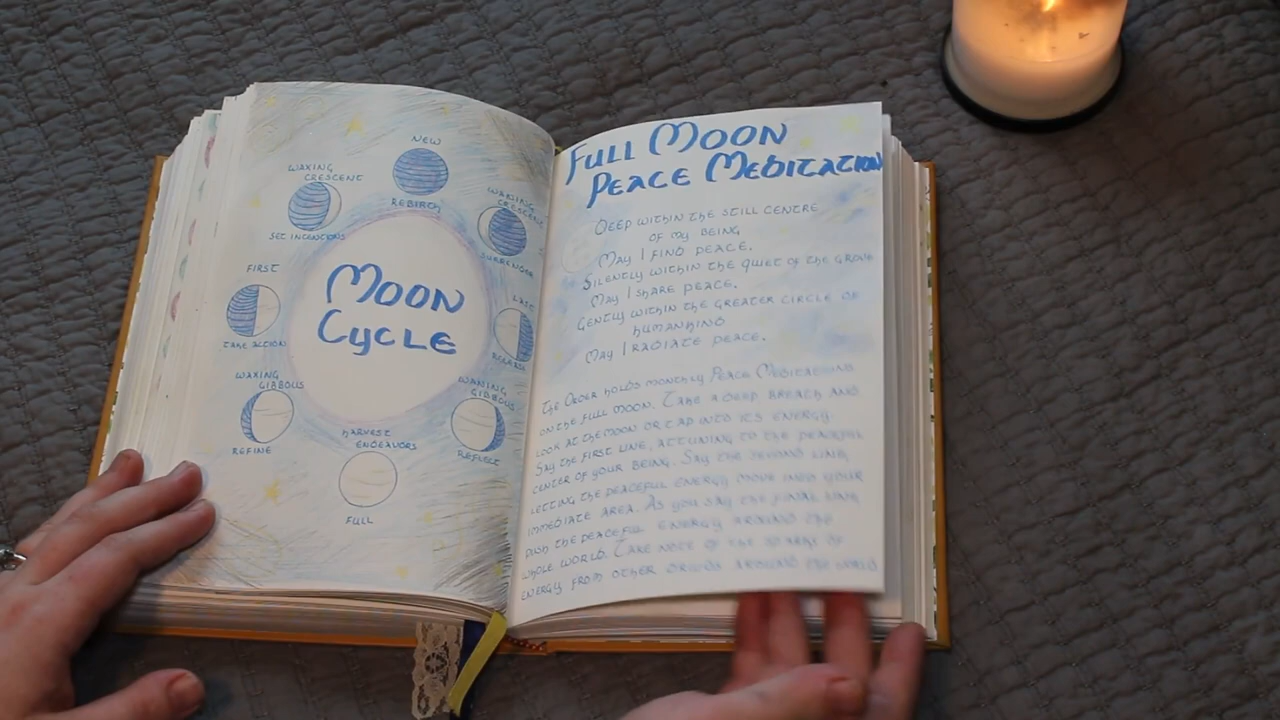 NEW
REBIRTH
WAXING
CRESCENT
SET INTENTIONS
FIRST
TAKE ACTION
WAXING
GIBBOUS
REFINE
HARVEST
ENDEAVORS
FULL
WANING
GIBBOUS
REFLECT
LAST
WANING
CRESCENT
SURRENDER
MOON
CYCLE
FULL MOON
PEACE MEDITATION
DEEP WITHIN THE STILL CENTRE
OF MY BEING
MAY I FIND PEACE.
SILENTLY WITHIN THE QUIET OF THE GROVE
MAY I SHARE PEACE.
GENTLY WITHIN THE GREATER CIRCLE OF
HUMANKIND
MAY I RADIATE PEACE.
THE ORDER HOLDS MONTHLY PEACE MEDITATIONS
ON THE FULL MOON. TAKE A DEEP BREATH AND
LOOK AT THE MOON OR TAP INTO ITS ENERGY.
SAY THE FIRST LINE, ATTUNING TO THE PEACEFUL
CENTER OF YOUR BEING. SAY THE SECOND LINE,
LETTING THE PEACEFUL ENERGY MOVE INTO YOUR
IMMEDIATE AREA. AS YOU SAY THE FINAL LINE,
PUSH THE PEACEFUL ENERGY AROUND THE
WHOLE WORLD. TAKE NOTE OF THE OF
ENERGY FROM OTHER DRUIDS AROUND THE WORLD